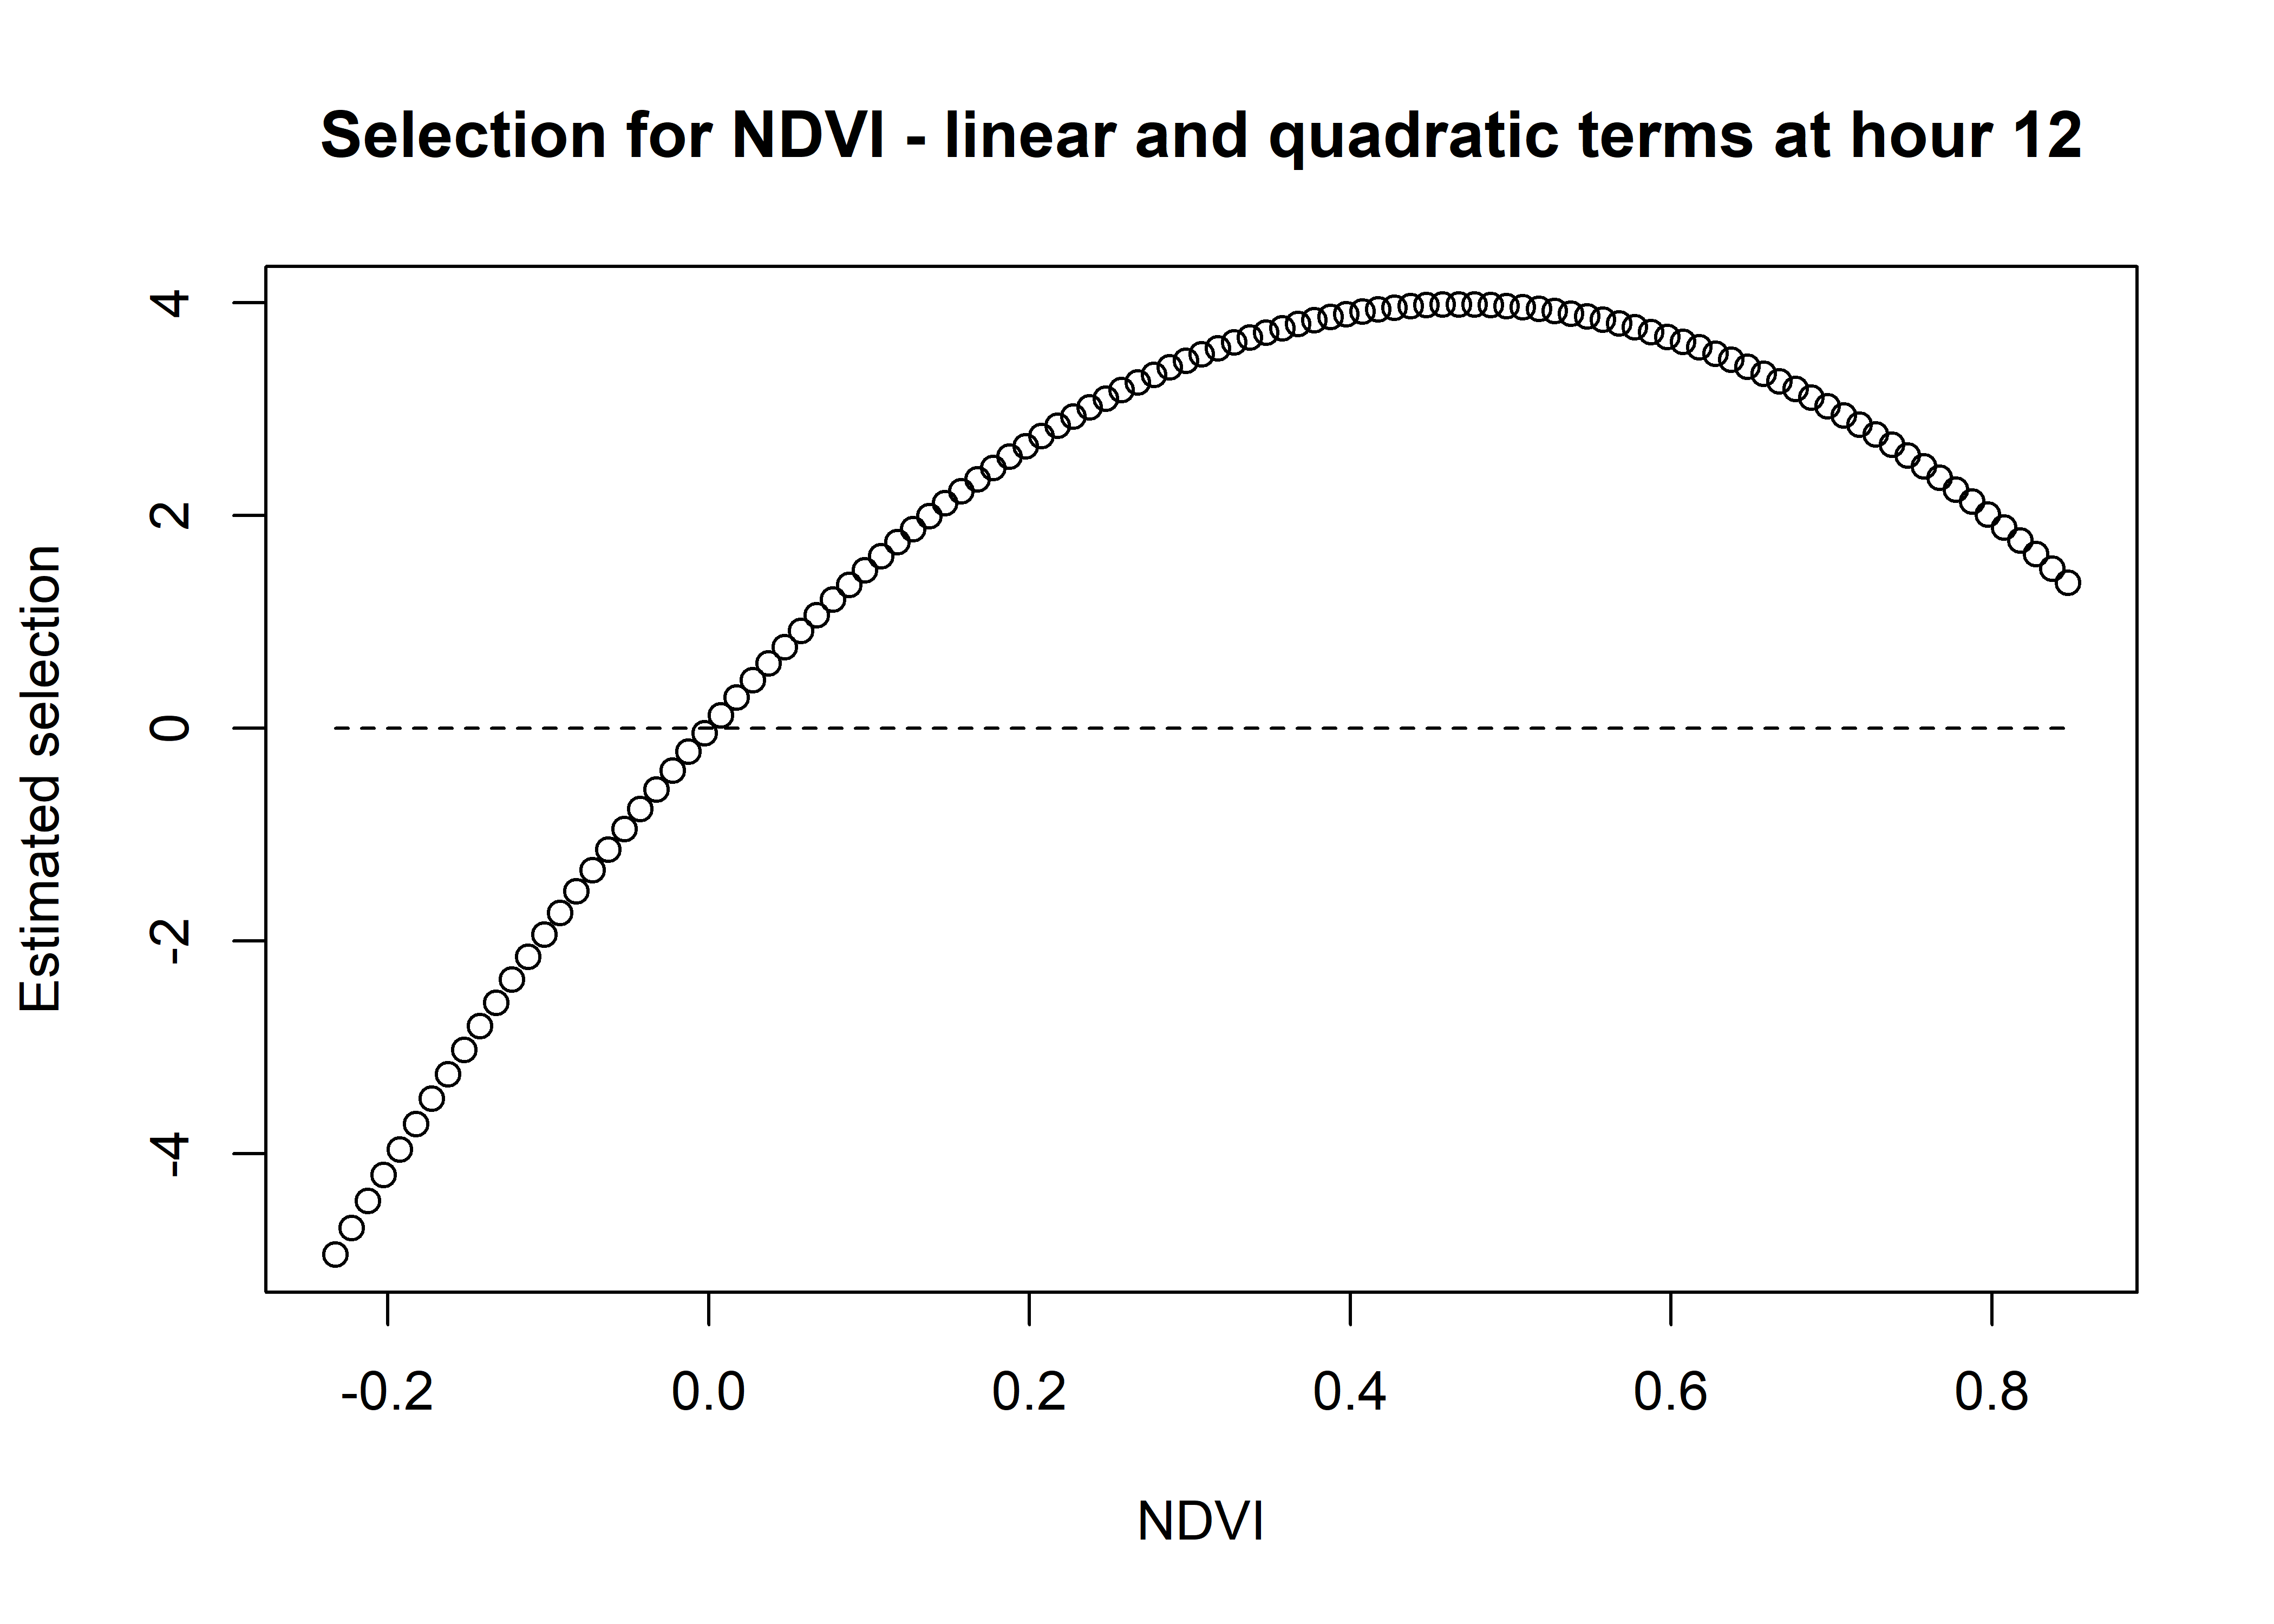 Selection for NDVI - linear and quadratic terms at hour 12
Estimated selection
4
2
0
-2
-4
-0.2 0.0 0.2 0.4 0.6 0.8
NDVI